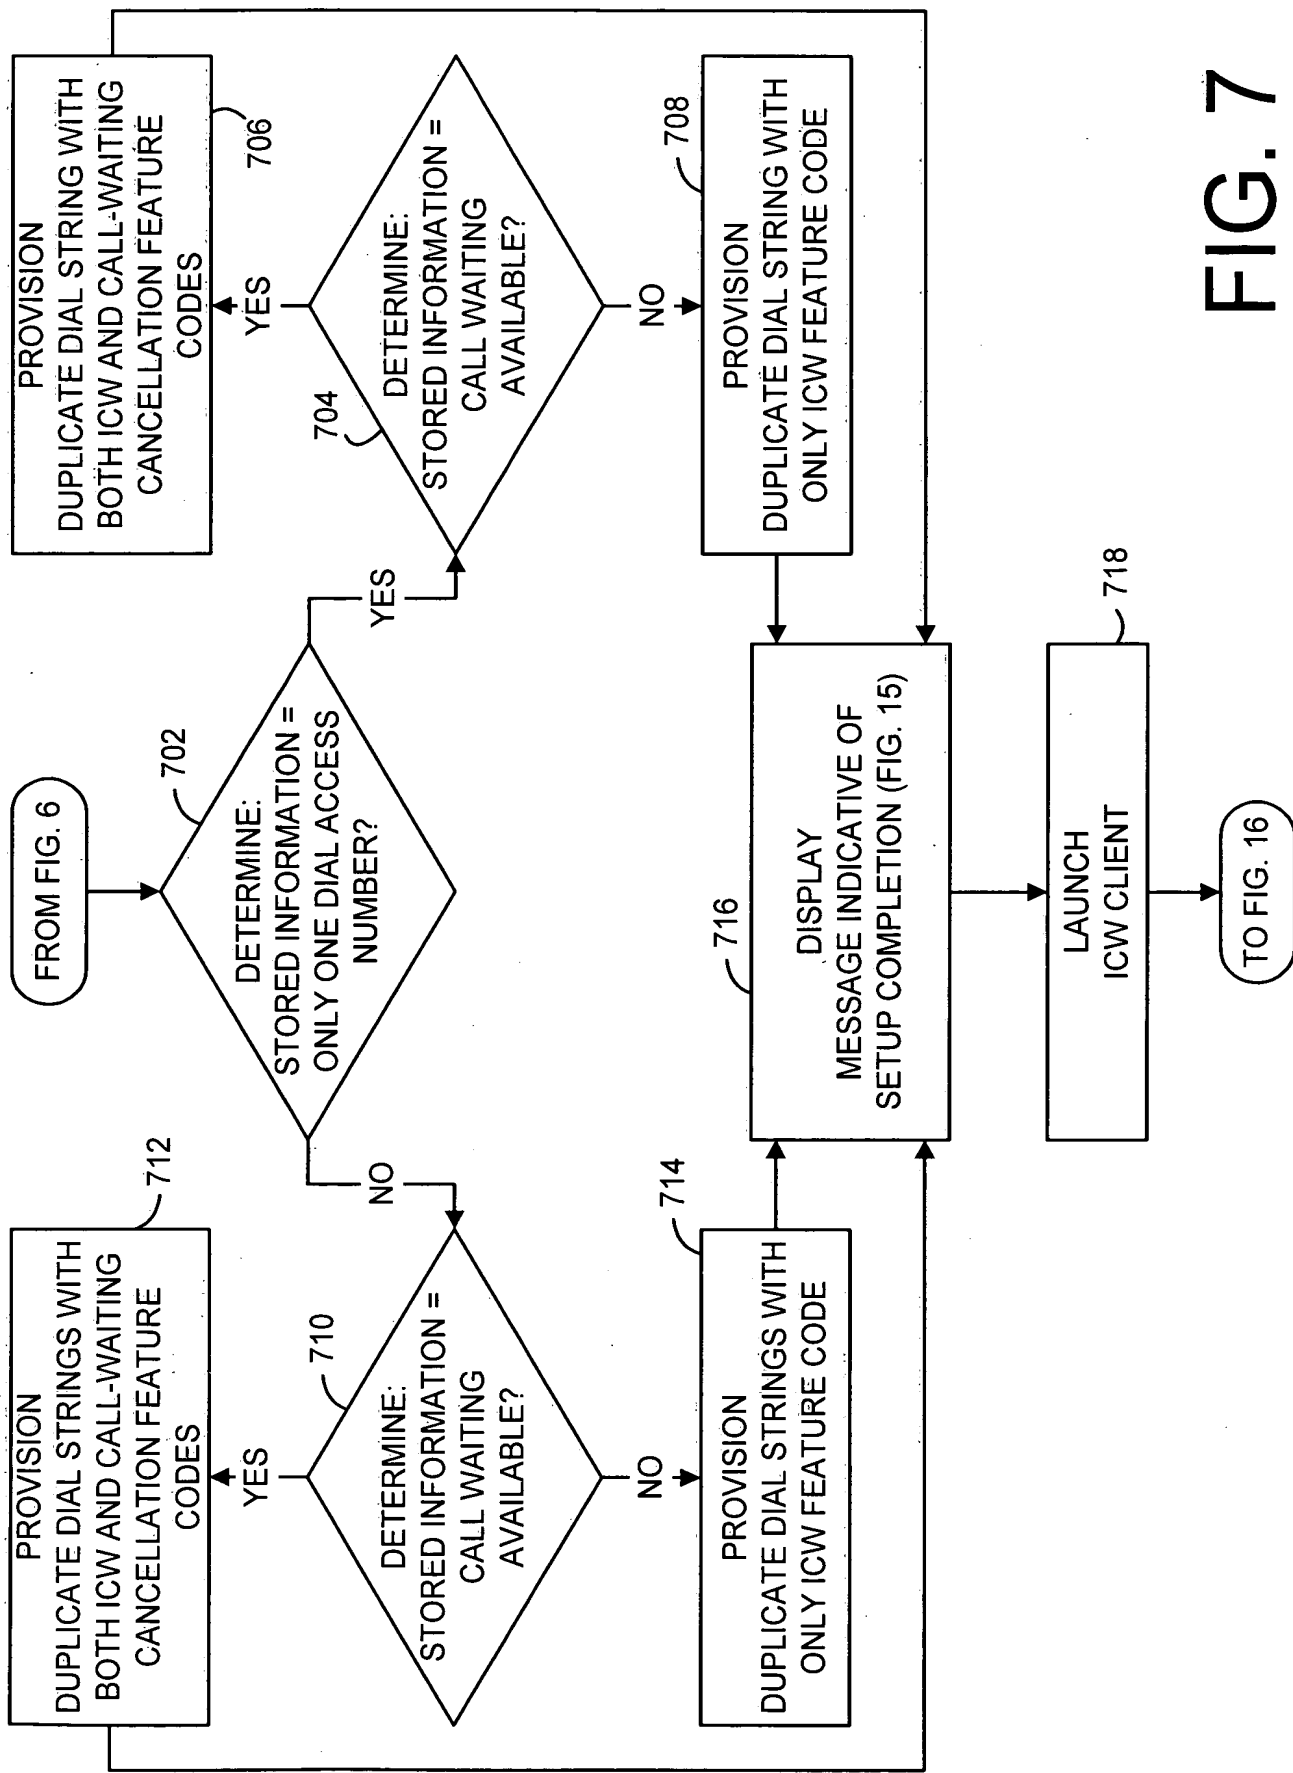 FROM FIG. 6
702
DETERMINE:
STORED INFORMATION =
ONLY ONE DIAL ACCESS
NUMBER?
NO
YES
712
PROVISION
DUPLICATE DIAL STRINGS WITH
BOTH ICW AND CALL-WAITING
CANCELLATION FEATURE
CODES
YES
710
DETERMINE:
STORED INFORMATION =
CALL WAITING
AVAILABLE?
NO
714
PROVISION
DUPLICATE DIAL STRINGS WITH
ONLY ICW FEATURE CODE
PROVISION
DUPLICATE DIAL STRING WITH
BOTH ICW AND CALL-WAITING
CANCELLATION FEATURE
CODES
706
YES
704
DETERMINE:
STORED INFORMATION =
CALL WAITING
AVAILABLE?
NO
708
PROVISION
DUPLICATE DIAL STRING WITH
ONLY ICW FEATURE CODE
716
DISPLAY
MESSAGE INDICATIVE OF
SETUP COMPLETION (FIG. 15)
718
LAUNCH
ICW CLIENT
TO FIG. 16
FIG. 7